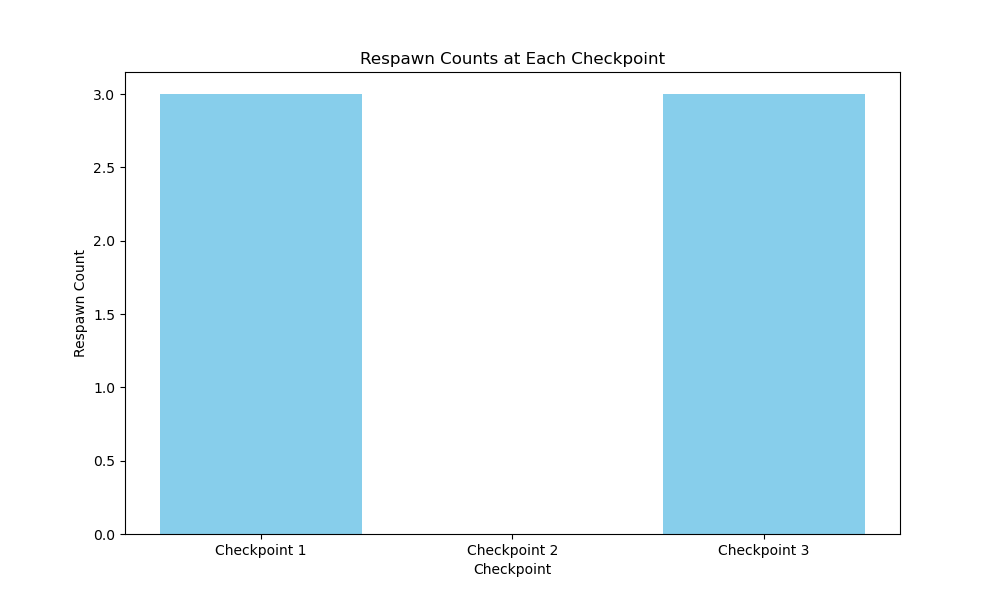 Respawn Counts at Each Checkpoint
3.0
2.5
2.0
1.5
1.0
0.5
0.0
Respawn Count
Checkpoint 1 Checkpoint 2 Checkpoint 3
Checkpoint